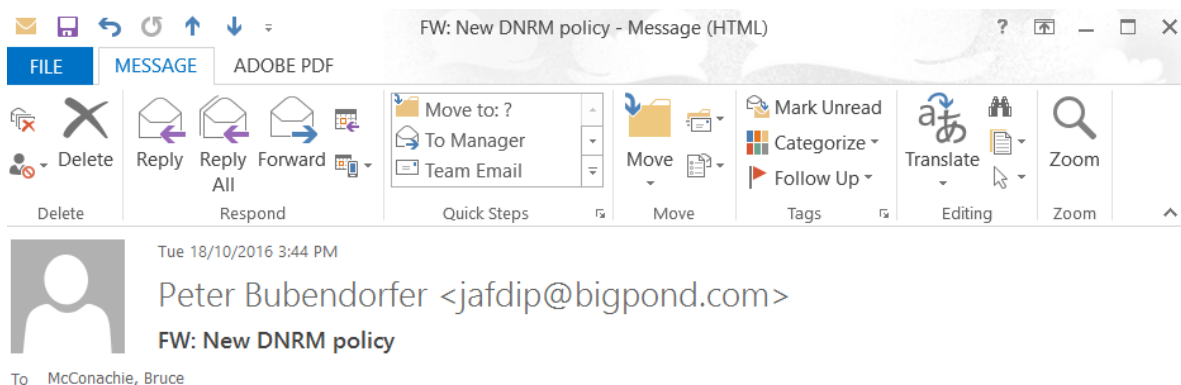 FW: New DNRM policy - Message (HTML)
?
FILE MESSAGE ADOBE PDF
Delete
Reply
Reply All
Forward
Move to: ?
To Manager
Team Email
Move
Mark Unread
Categorize
Follow Up
Translate
Zoom
Delete Respond Quick Steps Move Tags Editing Zoom
Tue 18/10/2016 3:44 PM
Peter Bubendorfer <jafdip@bigpond.com>
FW: New DNRM policy
To McConachie, Bruce